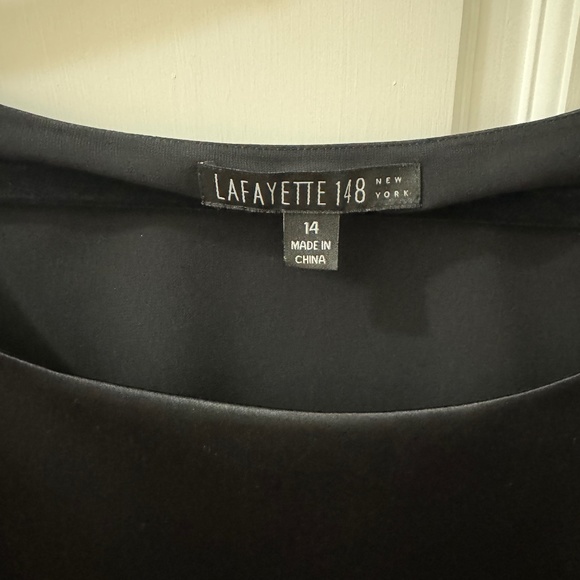 LAFAYETTE 148 NEW YORK
14
MADE IN
CHINA